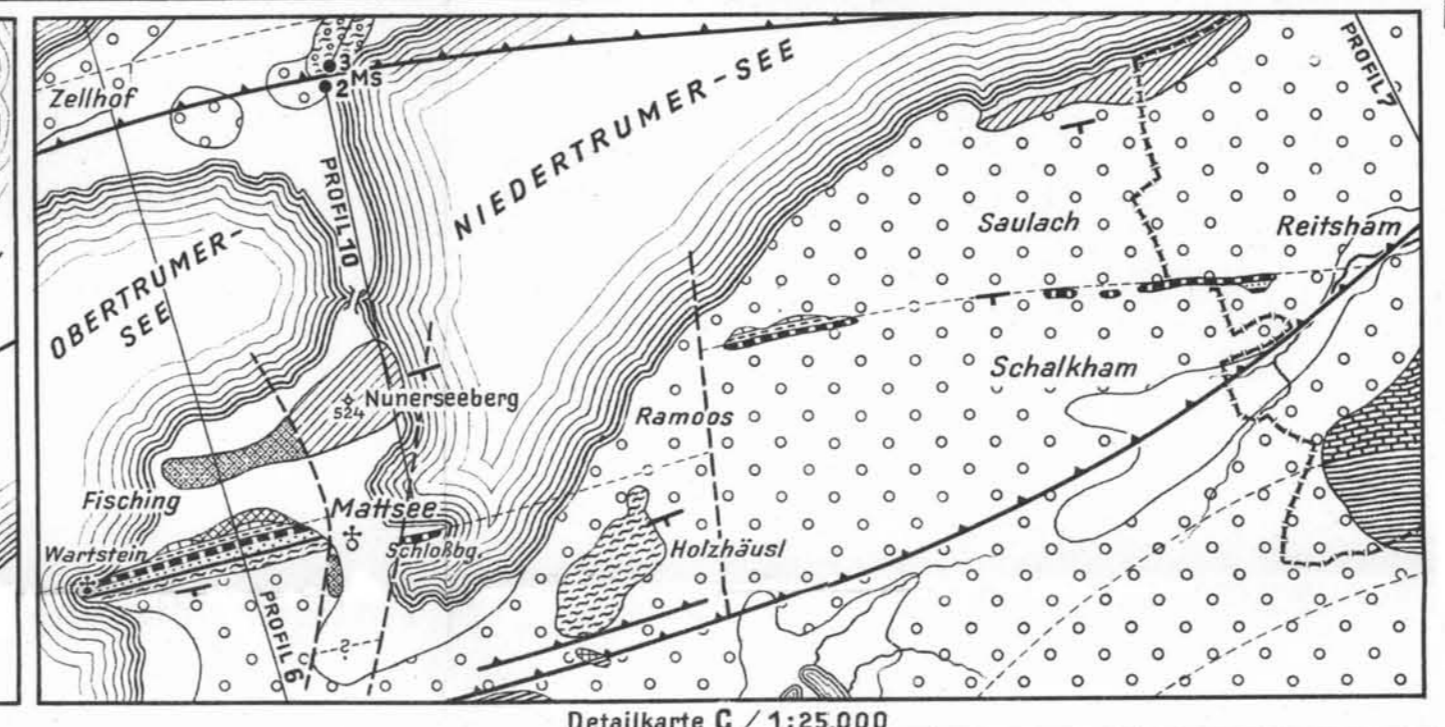 Zellhof
3
2 Ms
PROFIL 10
NIEDERTRUMER-SEE
PROFIL 7
OBERTRUMER-
SEE
Saulach
Reitsham
Schalkham
Nunerseeberg
524
Ramoos
Fisching
Mattsee
Wartstein
Schloßbg.
Holzhäusl
PROFIL 6
?
Detailkarte C / 1:25.000